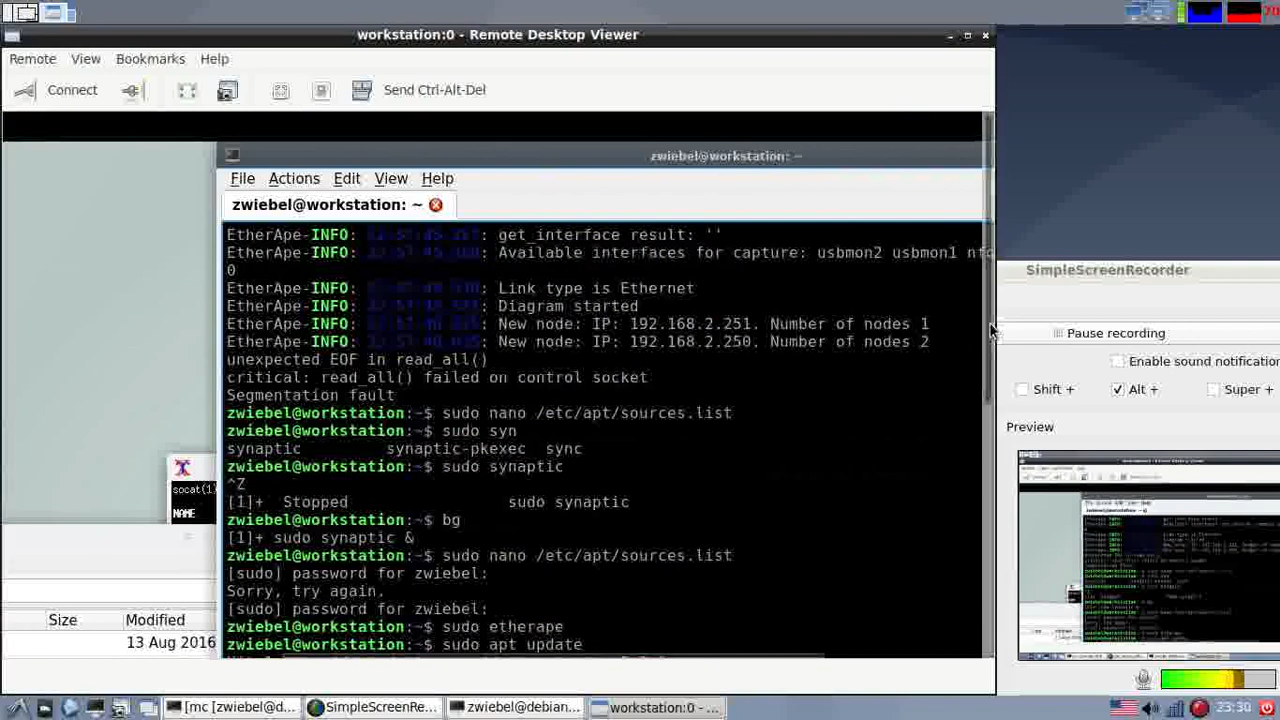 workstation:0 - Remote Desktop Viewer
Remote View Bookmarks Help
Connect Send Ctrl-Alt-Del
zwiebel@workstation: ~
File Actions Edit View Help
zwiebel@workstation: ~
EtherApe-INFO: : get_interface result: ''
EtherApe-INFO: : Available interfaces for capture: usbmon2 usbmon1
0
EtherApe-INFO: : Link type is Ethernet
EtherApe-INFO: : Diagram started
EtherApe-INFO: : New node: IP: 192.168.2.251. Number of nodes 1
EtherApe-INFO: : New node: IP: 192.168.2.250. Number of nodes 2
unexpected EOF in read_all()
critical: read_all() failed on control socket
Segmentation fault
zwiebel@workstation:~$ sudo nano /etc/apt/sources.list
zwiebel@workstation:~$ sudo syn
synaptic synaptic-pkexec sync
zwiebel@workstation:~$ sudo synaptic
^Z
[1]+ Stopped sudo synaptic
zwiebel@workstation:~$ bg
[1]+ sudo synaptic &
zwiebel@workstation:~$ sudo nano /etc/apt/sources.list
[sudo] password for zwiebel:
Sorry, try again.
[sudo] password for zwiebel:
zwiebel@workstation:~$ sudo etherape
zwiebel@workstation:~$ sudo apt update
socat(1)
NAME
Size Modified
13 Aug 2016
SimpleScreenRecorder
Pause recording
Enable sound notification
Shift + Alt + Super +
Preview
[mc [zwiebel@d... SimpleScreenRe... zwiebel@debian... workstation:0 - ... 23:30